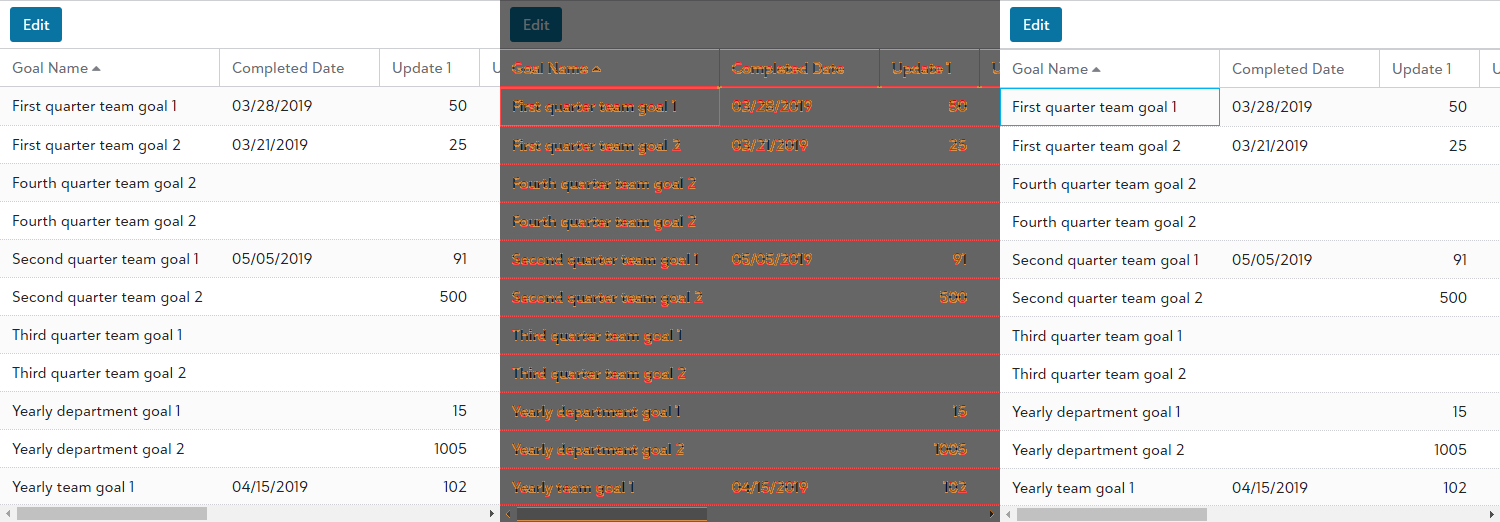 Edit
Goal Name Completed Date Update 1 U
First quarter team goal 1 03/28/2019 50
First quarter team goal 2 03/21/2019 25
Fourth quarter team goal 2
Fourth quarter team goal 2
Second quarter team goal 1 05/05/2019 91
Second quarter team goal 2 500
Third quarter team goal 1
Third quarter team goal 2
Yearly department goal 1 15
Yearly department goal 2 1005
Yearly team goal 1 04/15/2019 102
Edit
Goal Name Completed Date Update 1 U
First quarter team goal 1 03/28/2019 50
First quarter team goal 2 03/21/2019 25
Fourth quarter team goal 2
Fourth quarter team goal 2
Second quarter team goal 1 05/05/2019 91
Second quarter team goal 2 500
Third quarter team goal 1
Third quarter team goal 2
Yearly department goal 1 15
Yearly department goal 2 1005
Yearly team goal 1 04/15/2019 102
Edit
Goal Name Completed Date Update 1 U
First quarter team goal 1 03/28/2019 50
First quarter team goal 2 03/21/2019 25
Fourth quarter team goal 2
Fourth quarter team goal 2
Second quarter team goal 1 05/05/2019 91
Second quarter team goal 2 500
Third quarter team goal 1
Third quarter team goal 2
Yearly department goal 1 15
Yearly department goal 2 1005
Yearly team goal 1 04/15/2019 102